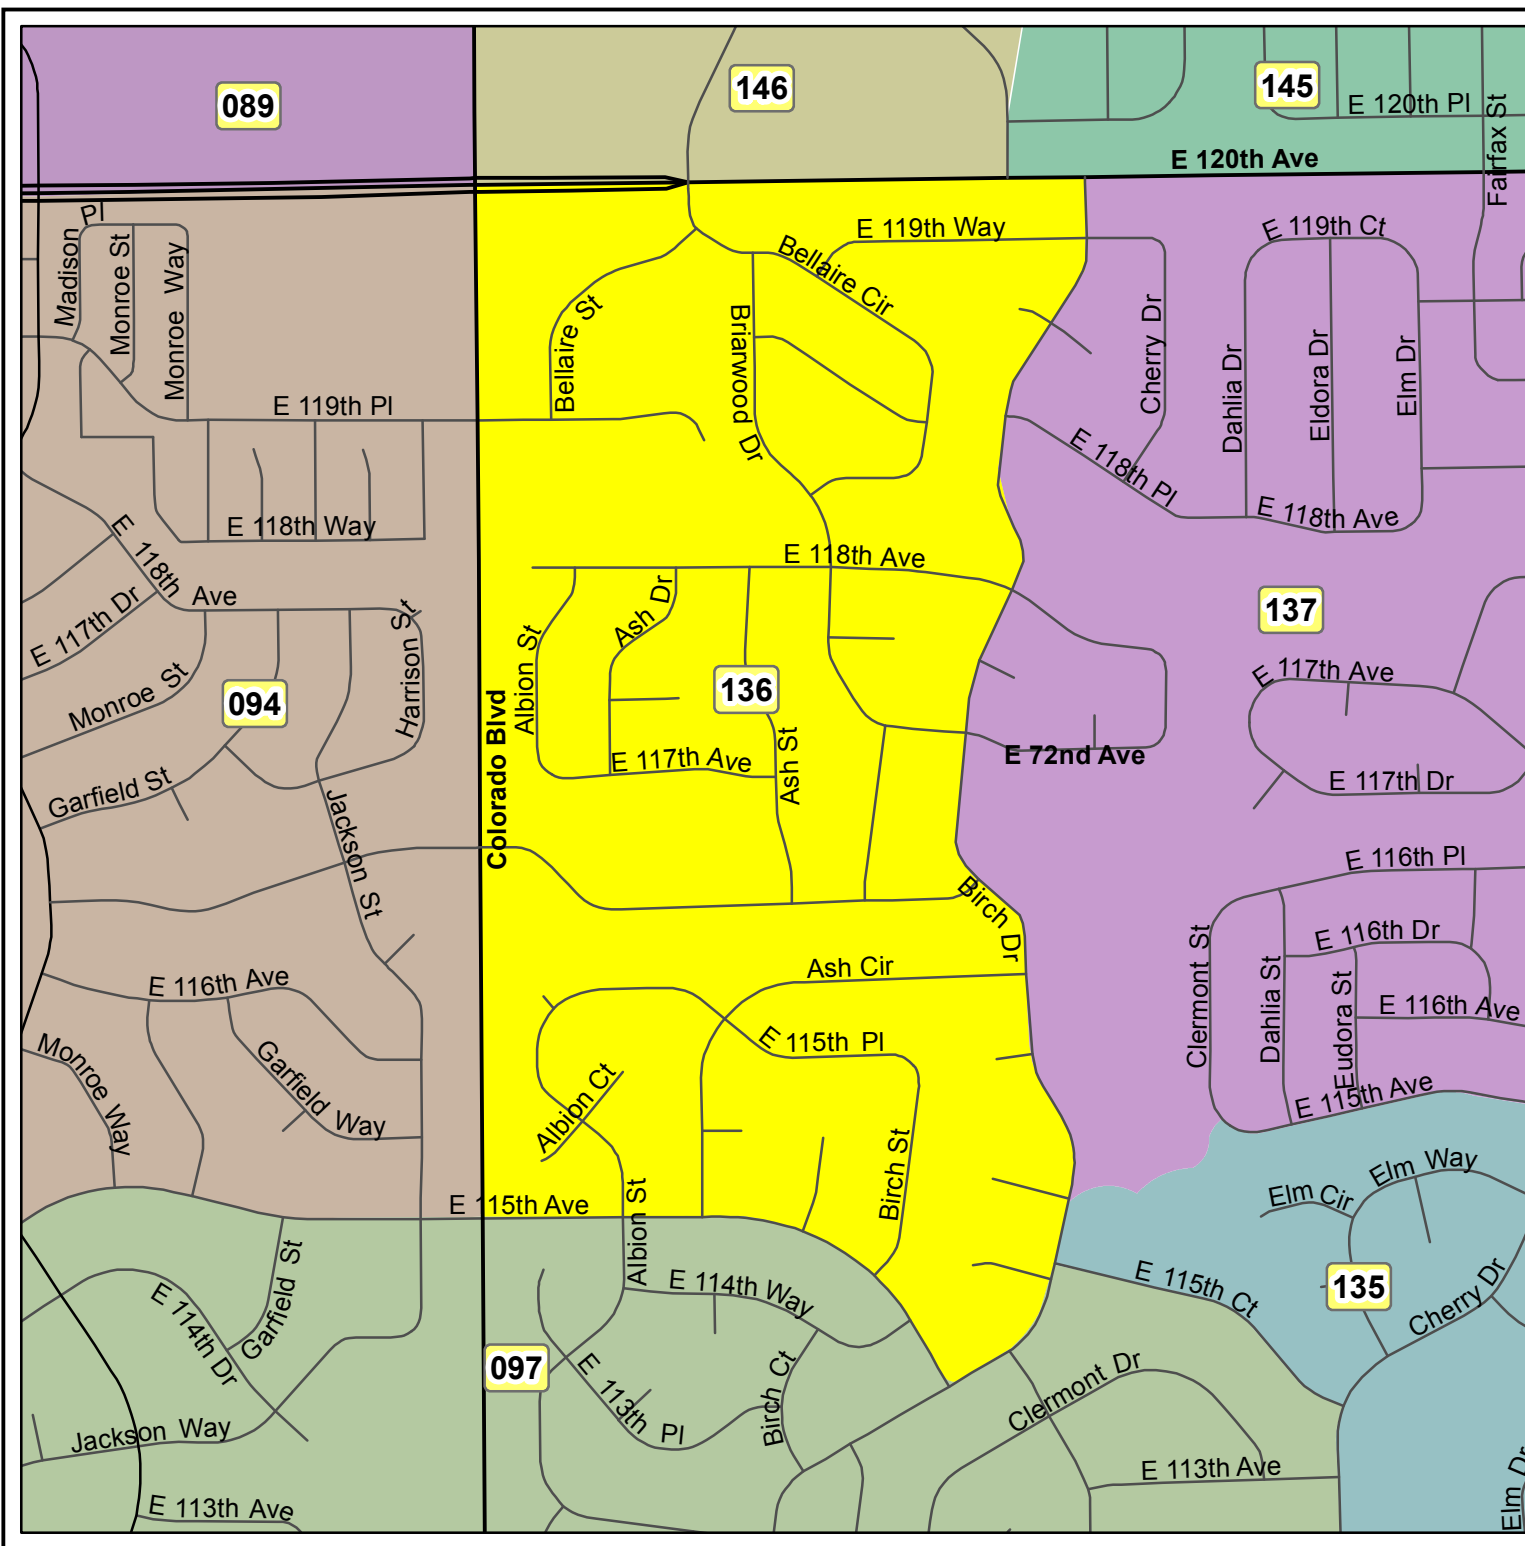 089
146
145
E 120th Pl
Fairfax St
E 120th Ave
Madison Pl
Monroe St
Monroe Way
E 119th Way
E 119th Ct
Bellaire Cir
Bellaire St
Briarwood Dr
Cherry Dr
Dahlia Dr
Eldora Dr
Elm Dr
E 119th Pl
E 118th Pl
E 118th Way
E 118th Ave
E 118th Ave
E 118th Ave
E 117th Dr
Ash Dr
Albion St
Harrison St
137
Monroe St
094
136
E 117th Ave
Colorado Blvd
Ash St
E 117th Ave
E 72nd Ave
E 117th Dr
Garfield St
Jackson St
E 116th Pl
Birch Dr
Clermont St
E 116th Dr
Dahlia St
Eudora St
E 116th Ave
Ash Cir
E 116th Ave
E 115th Pl
Monroe Way
Garfield Way
Albion Ct
E 115th Ave
Birch St
Albion St
E 115th Ave
Elm Way
Elm Cir
Garfield St
E 114th Dr
E 114th Way
E 115th Ct
135
Cherry Dr
097
E 113th Pl
Birch Ct
Clermont Dr
Jackson Way
E 113th Ave
E 113th Ave
Elm Dr